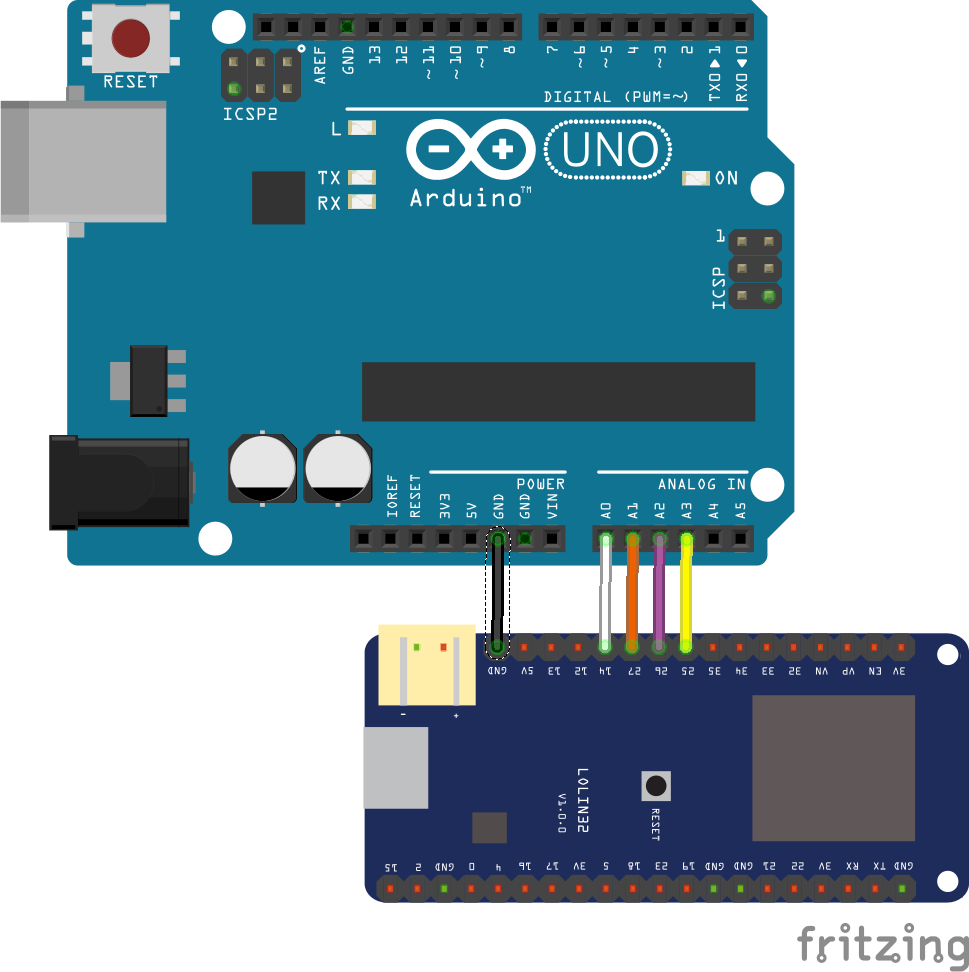 RESET
ICSP2
AREF
GND
13
12
~11
~10
~9
8
7
~6
~5
4
~3
2
TX0▶1
RX0◀0
DIGITAL (PWM=~)
L
TX
RX
Arduino™
UNO
ON
1
ICSP
POWER
ANALOG IN
IOREF
RESET
3V3
5V
GND
GND
VIN
A0
A1
A2
A3
A4
A5
GND
5V
13
12
14
27
26
25
35
34
33
32
VN
VP
EN
3V
- +
LOLIN32
V1.0.0
RESET
15
2
GND
0
4
16
17
3V
5
18
23
19
GND
GND
21
22
3V
RX
TX
GND
fritzing